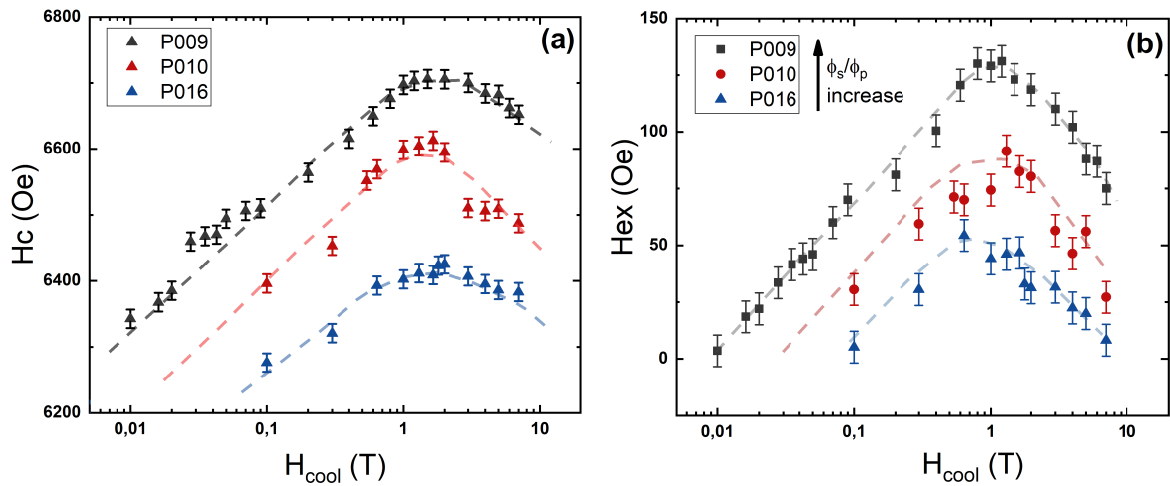 (a)
P009
P010
P016
6800
6600
6400
6200
Hc (Oe)
0,01 0,1 1 10
H_cool (T)
(b)
P009
P010
P016
ϕs/ϕp
increase
150
100
50
0
Hex (Oe)
0,01 0,1 1 10
H_cool (T)